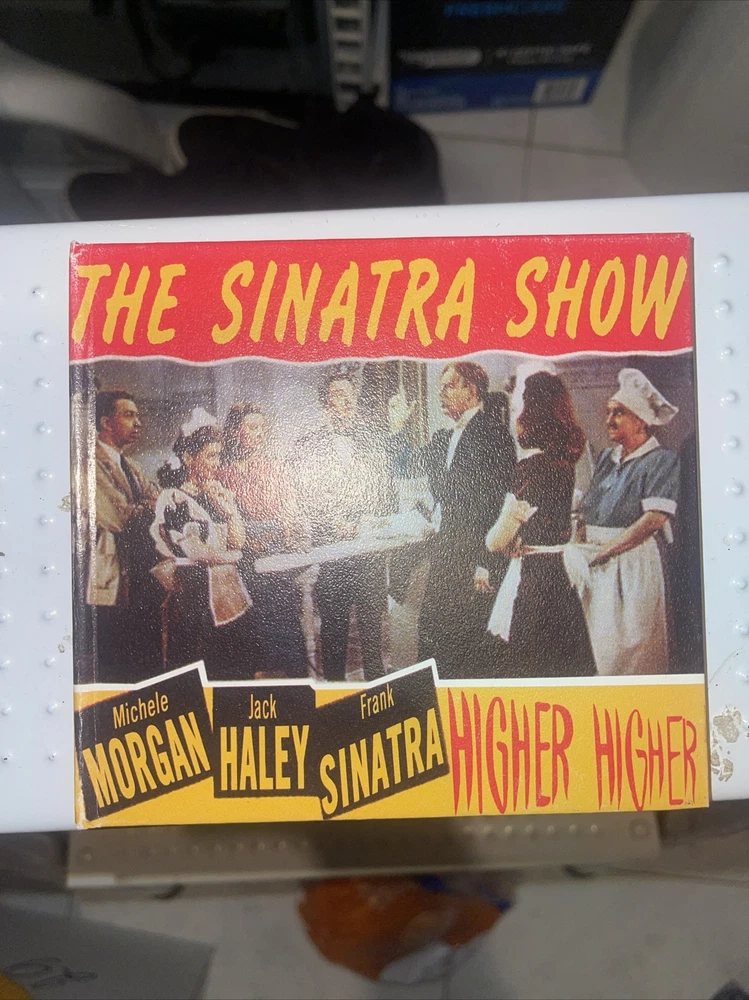 THE SINATRA SHOW
Michele
MORGAN
Jack
HALEY
Frank
SINATRA
HIGHER HIGHER